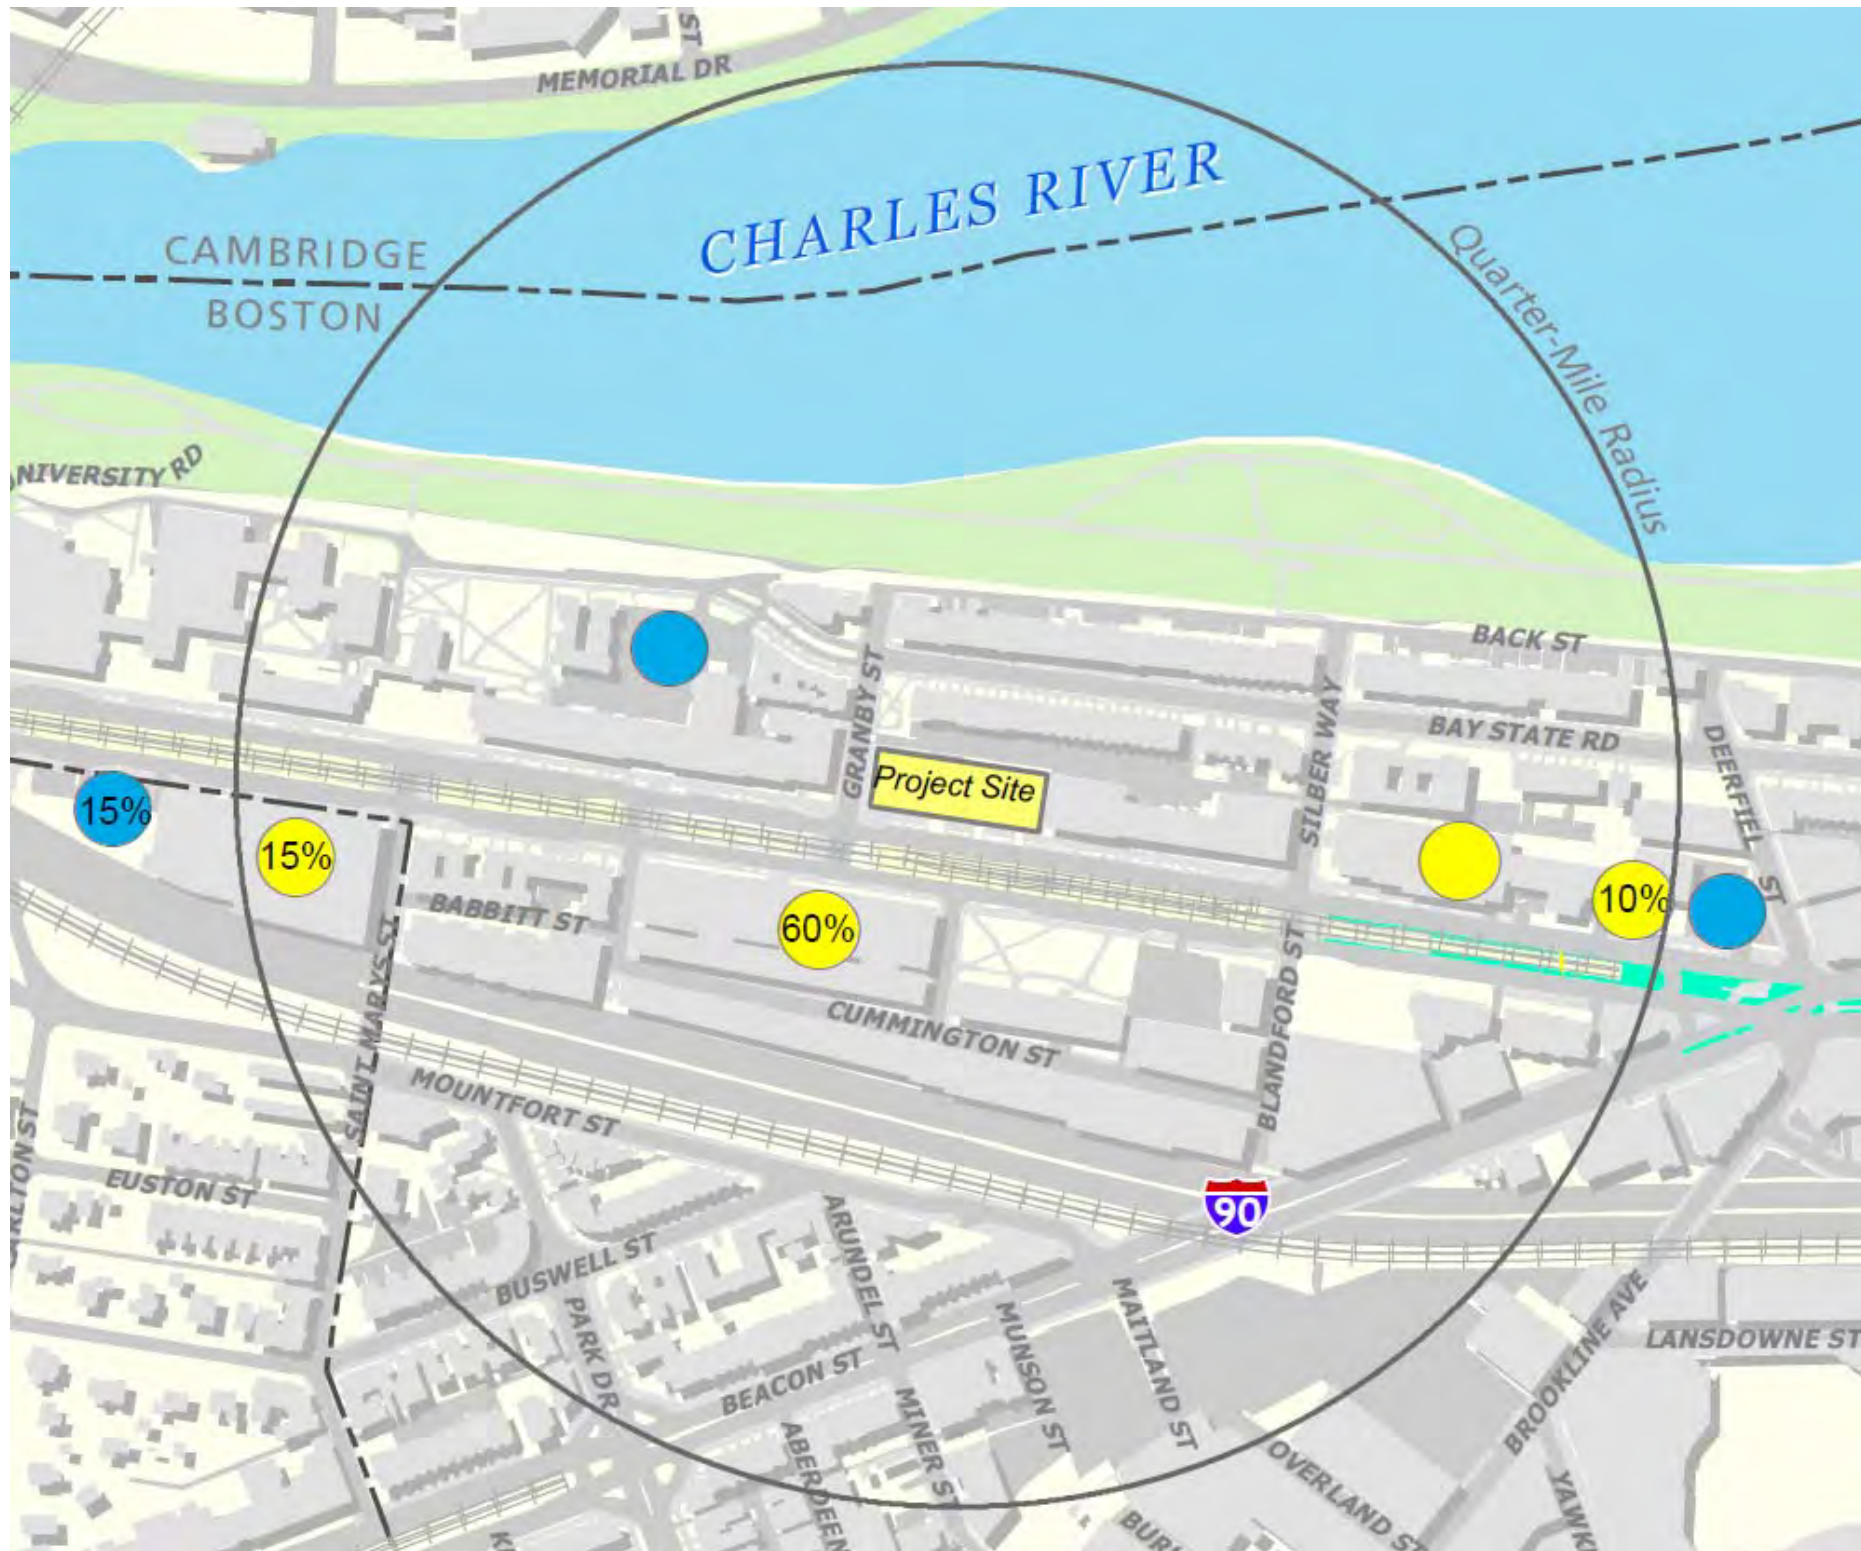 ST
MEMORIAL DR
CHARLES RIVER
CAMBRIDGE
BOSTON
Quarter-Mile Radius
NIVERSITY RD
BACK ST
GRANBY ST
SILBER WAY
BAY STATE RD
DEERFIEL ST
Project Site
15%
15%
60%
10%
BABBITT ST
SAINT MARYS ST
CUMMINGTON ST
BLANDFORD ST
MOUNTFORT ST
EUSTON ST
90
BUSWELL ST
ARUNDEL ST
PARK DR
BEACON ST
MUNSON ST
MAITLAND ST
MINER ST
ABERDEEN
BROOKLINE AVE
LANSDOWNE ST
OVERLAND ST